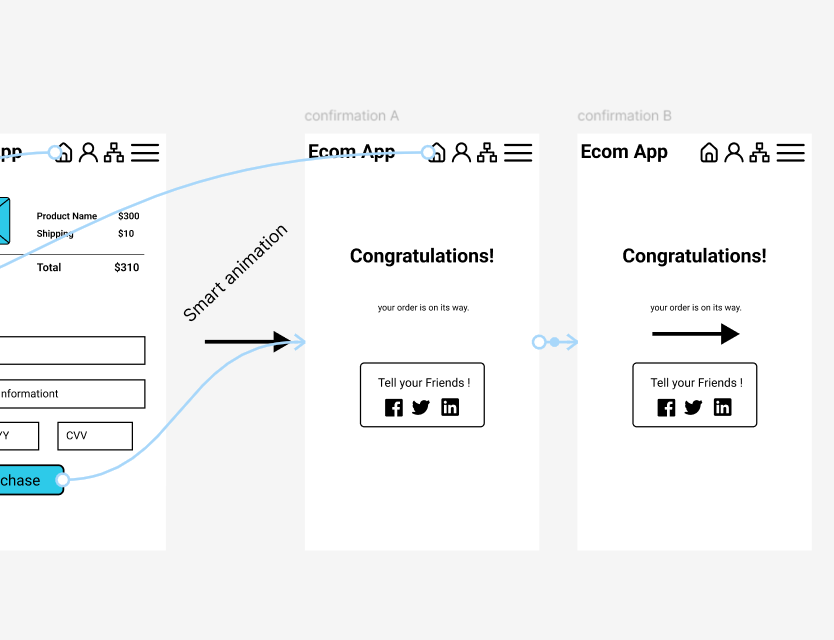 confirmation A
confirmation B
pp
Product Name $300
Shipping $10
Total $310
nformationt
Y CVV
chase
Smart animation
Ecom App
Congratulations!
your order is on its way.
Tell your Friends !
Ecom App
Congratulations!
your order is on its way.
Tell your Friends !